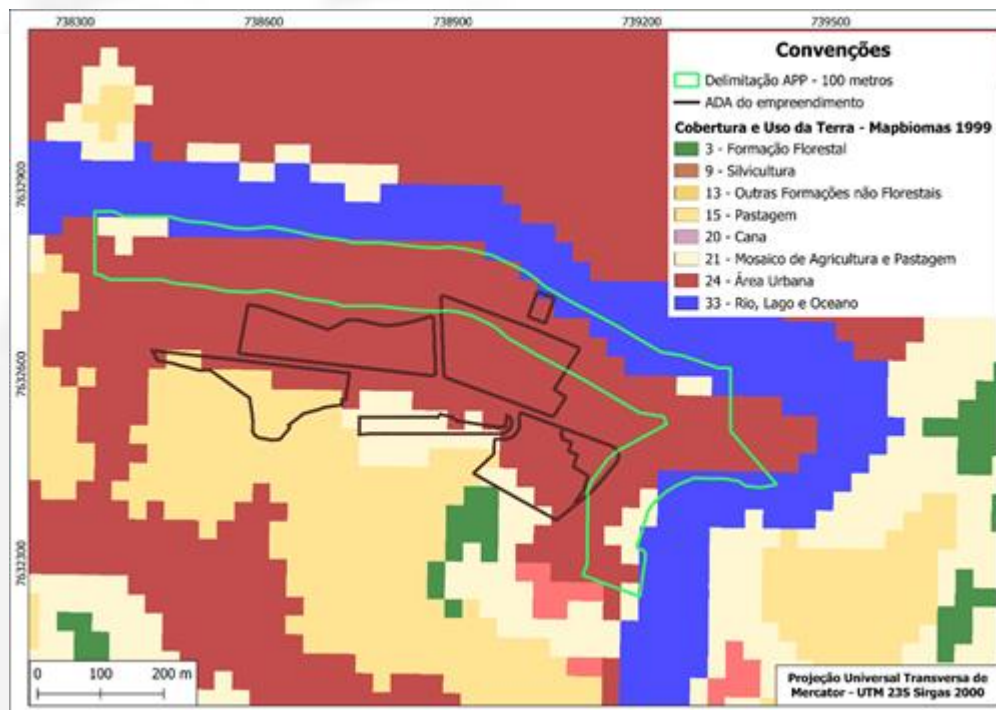 738300 738600 738900 739200 739500
7632900
7632600
7632300
Convenções
Delimitação APP - 100 metros
ADA do empreendimento
Cobertura e Uso da Terra - Mapbiomas 1999
3 - Formação Florestal
9 - Silvicultura
13 - Outras Formações não Florestais
15 - Pastagem
20 - Cana
21 - Mosaico de Agricultura e Pastagem
24 - Área Urbana
33 - Rio, Lago e Oceano
0 100 200 m
Projeção Universal Transversa de
Mercator - UTM 23S Sirgas 2000